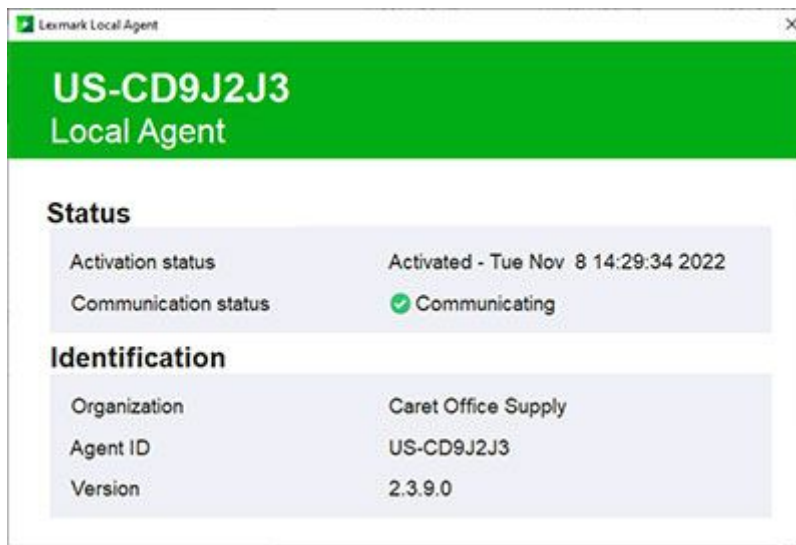 Lexmark Local Agent
US-CD9J2J3
Local Agent
Status
Activation status Activated - Tue Nov 8 14:29:34 2022
Communication status Communicating
Identification
Organization Caret Office Supply
Agent ID US-CD9J2J3
Version 2.3.9.0